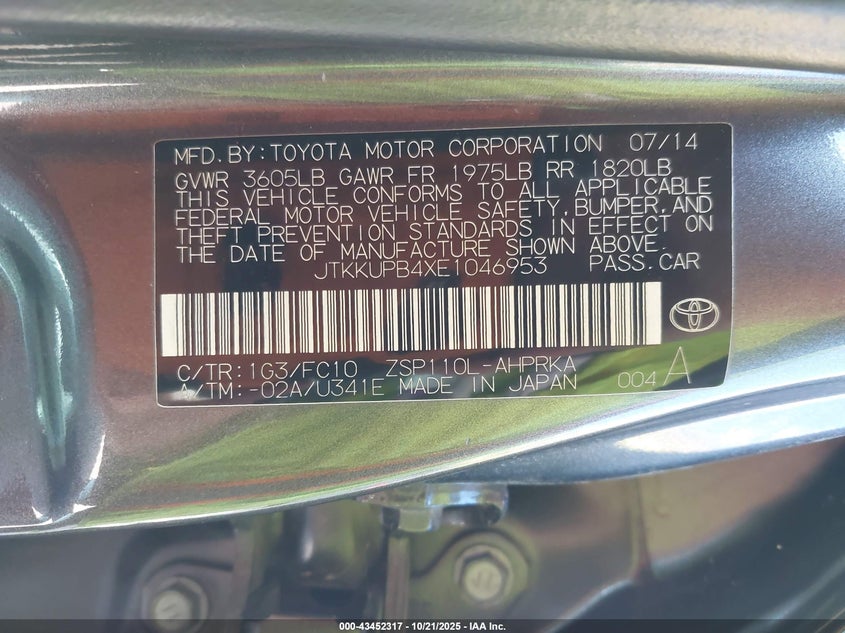 MFD. BY: TOYOTA MOTOR CORPORATION 07/14
GVWR 3605LB GAWR FR 1975LB RR 1820LB
THIS VEHICLE CONFORMS TO ALL APPLICABLE
FEDERAL MOTOR VEHICLE SAFETY, BUMPER, AND
THEFT PREVENTION STANDARDS IN EFFECT ON
THE DATE OF MANUFACTURE SHOWN ABOVE.
JTKKUPB4XE1046953 PASS. CAR
C/TR: 1G3/FC10 ZSP110L-AHPRKA
A/TM: -02A/U341E MADE IN JAPAN 004 A
000-43452317 - 10/21/2025 - IAA Inc.